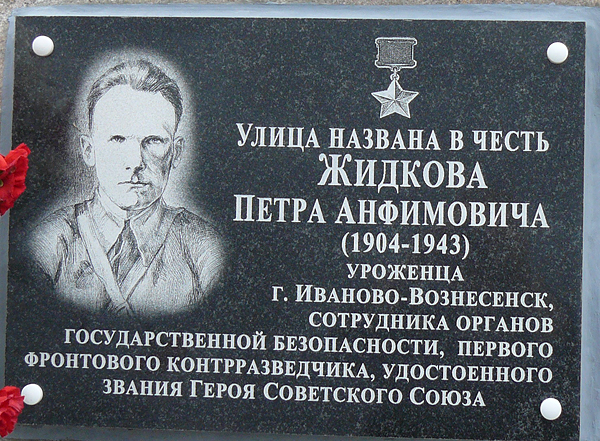 Улица названа в честь
Жидкова
Петра Анфимовича
(1904-1943)
уроженца
г. Иваново-Вознесенск,
сотрудника органов
государственной безопасности, первого
фронтового контрразведчика, удостоенного
звания Героя Советского Союза